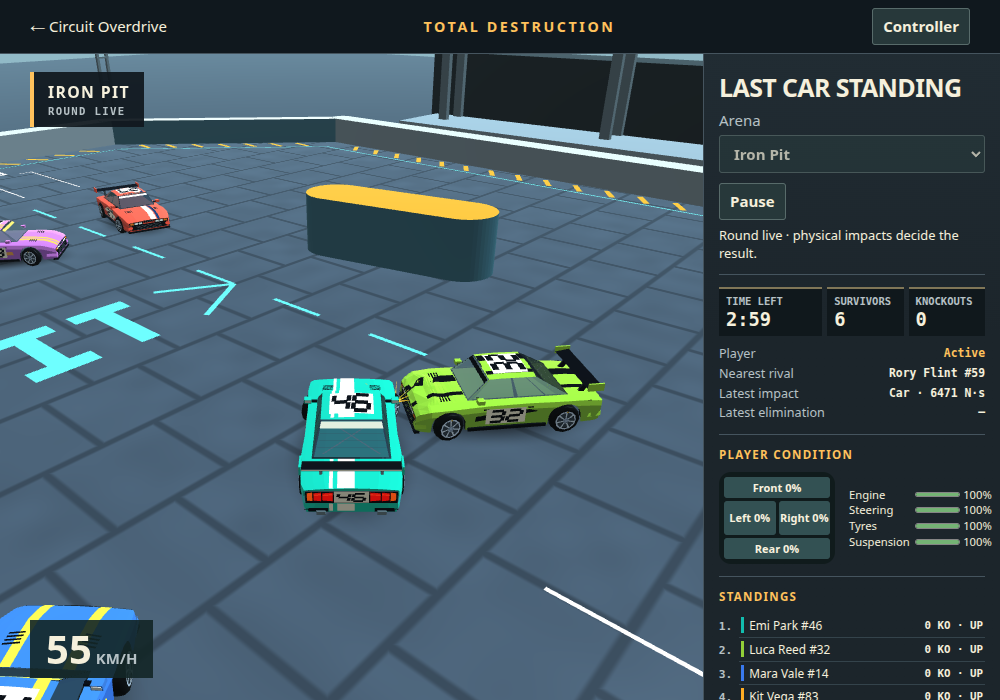 ← Circuit Overdrive
TOTAL DESTRUCTION
Controller
IRON PIT
ROUND LIVE
46
32
46
55 KM/H
LAST CAR STANDING
Arena
Iron Pit
Pause
Round live · physical impacts decide the
result.
TIME LEFT
2:59
SURVIVORS
6
KNOCKOUTS
0
Player Active
Nearest rival Rory Flint #59
Latest impact Car · 6471 N·s
Latest elimination –
PLAYER CONDITION
Front 0%
Left 0% Right 0%
Rear 0%
Engine 100%
Steering 100%
Tyres 100%
Suspension 100%
STANDINGS
1. Emi Park #46 0 KO · UP
2. Luca Reed #32 0 KO · UP
3. Mara Vale #14 0 KO · UP
4. Kit Vega #83 0 KO · UP